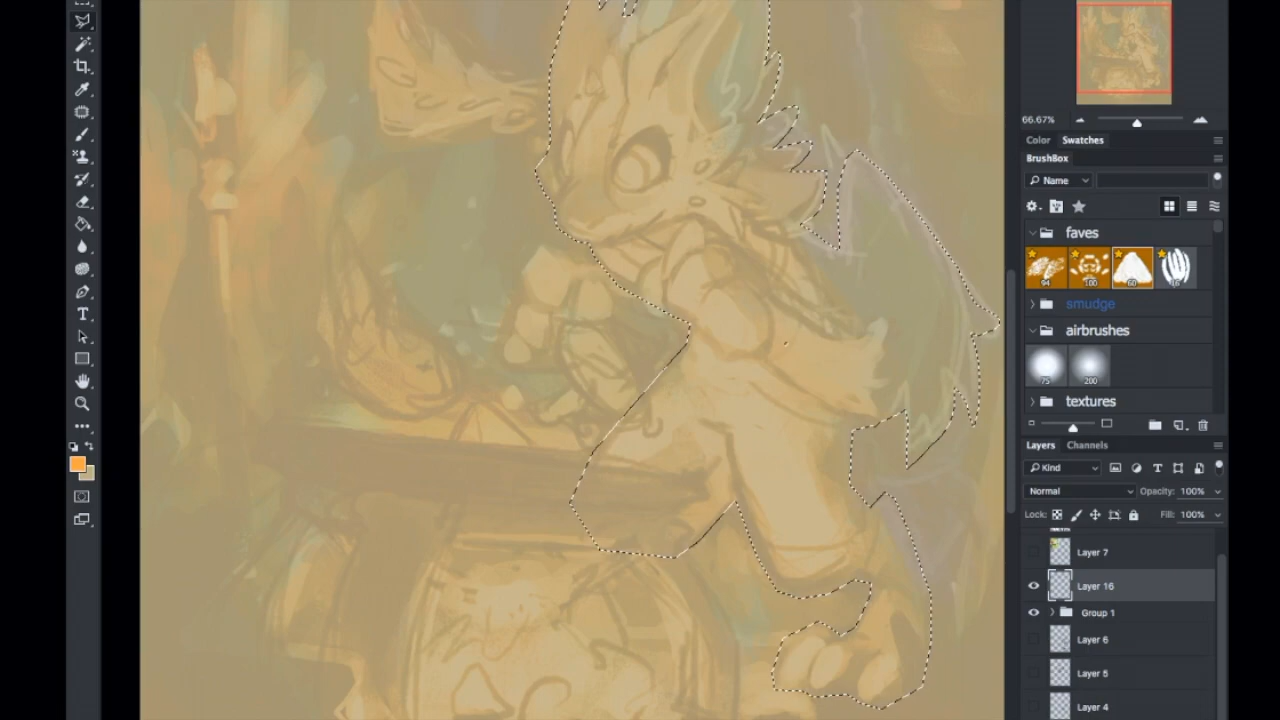 66.67%
Color Swatches
BrushBox
Name
faves
94 100 60
smudge
airbrushes
75 200
textures
Layers Channels
Kind
Normal Opacity: 100%
Lock: Fill: 100%
Layer 7
Layer 16
Group 1
Layer 6
Layer 5
Layer 4